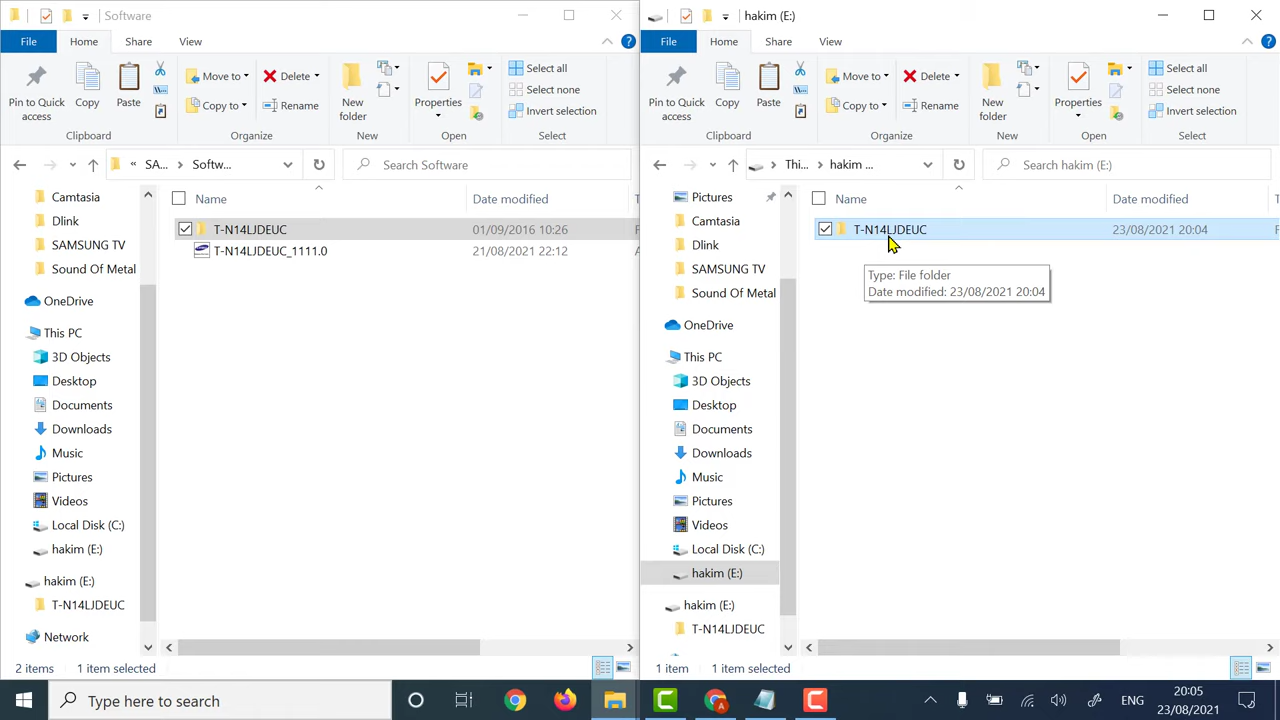 Software
File
Home
Share
View
Pin to Quick
access
Copy
Paste
Move to
Copy to
Delete
Rename
New
folder
Properties
Select all
Select none
Invert selection
Clipboard
Organize
New
Open
Select
« SA...
Softw...
Search Software
Camtasia
Dlink
SAMSUNG TV
Sound Of Metal
OneDrive
This PC
3D Objects
Desktop
Documents
Downloads
Music
Pictures
Videos
Local Disk (C:)
hakim (E:)
hakim (E:)
T-N14LJDEUC
Network
Name
Date modified
T-N14LJDEUC
01/09/2016 10:26
T-N14LJDEUC_1111.0
21/08/2021 22:12
2 items
1 item selected
hakim (E:)
File
Home
Share
View
Pin to Quick
access
Copy
Paste
Move to
Copy to
Delete
Rename
New
folder
Properties
Select all
Select none
Invert selection
Clipboard
Organize
New
Open
Select
Thi...
hakim ...
Search hakim (E:)
Pictures
Camtasia
Dlink
SAMSUNG TV
Sound Of Metal
OneDrive
This PC
3D Objects
Desktop
Documents
Downloads
Music
Pictures
Videos
Local Disk (C:)
hakim (E:)
hakim (E:)
T-N14LJDEUC
Name
Date modified
T-N14LJDEUC
23/08/2021 20:04
Type: File folder
Date modified: 23/08/2021 20:04
1 item
1 item selected
Type here to search
ENG
20:05
23/08/2021